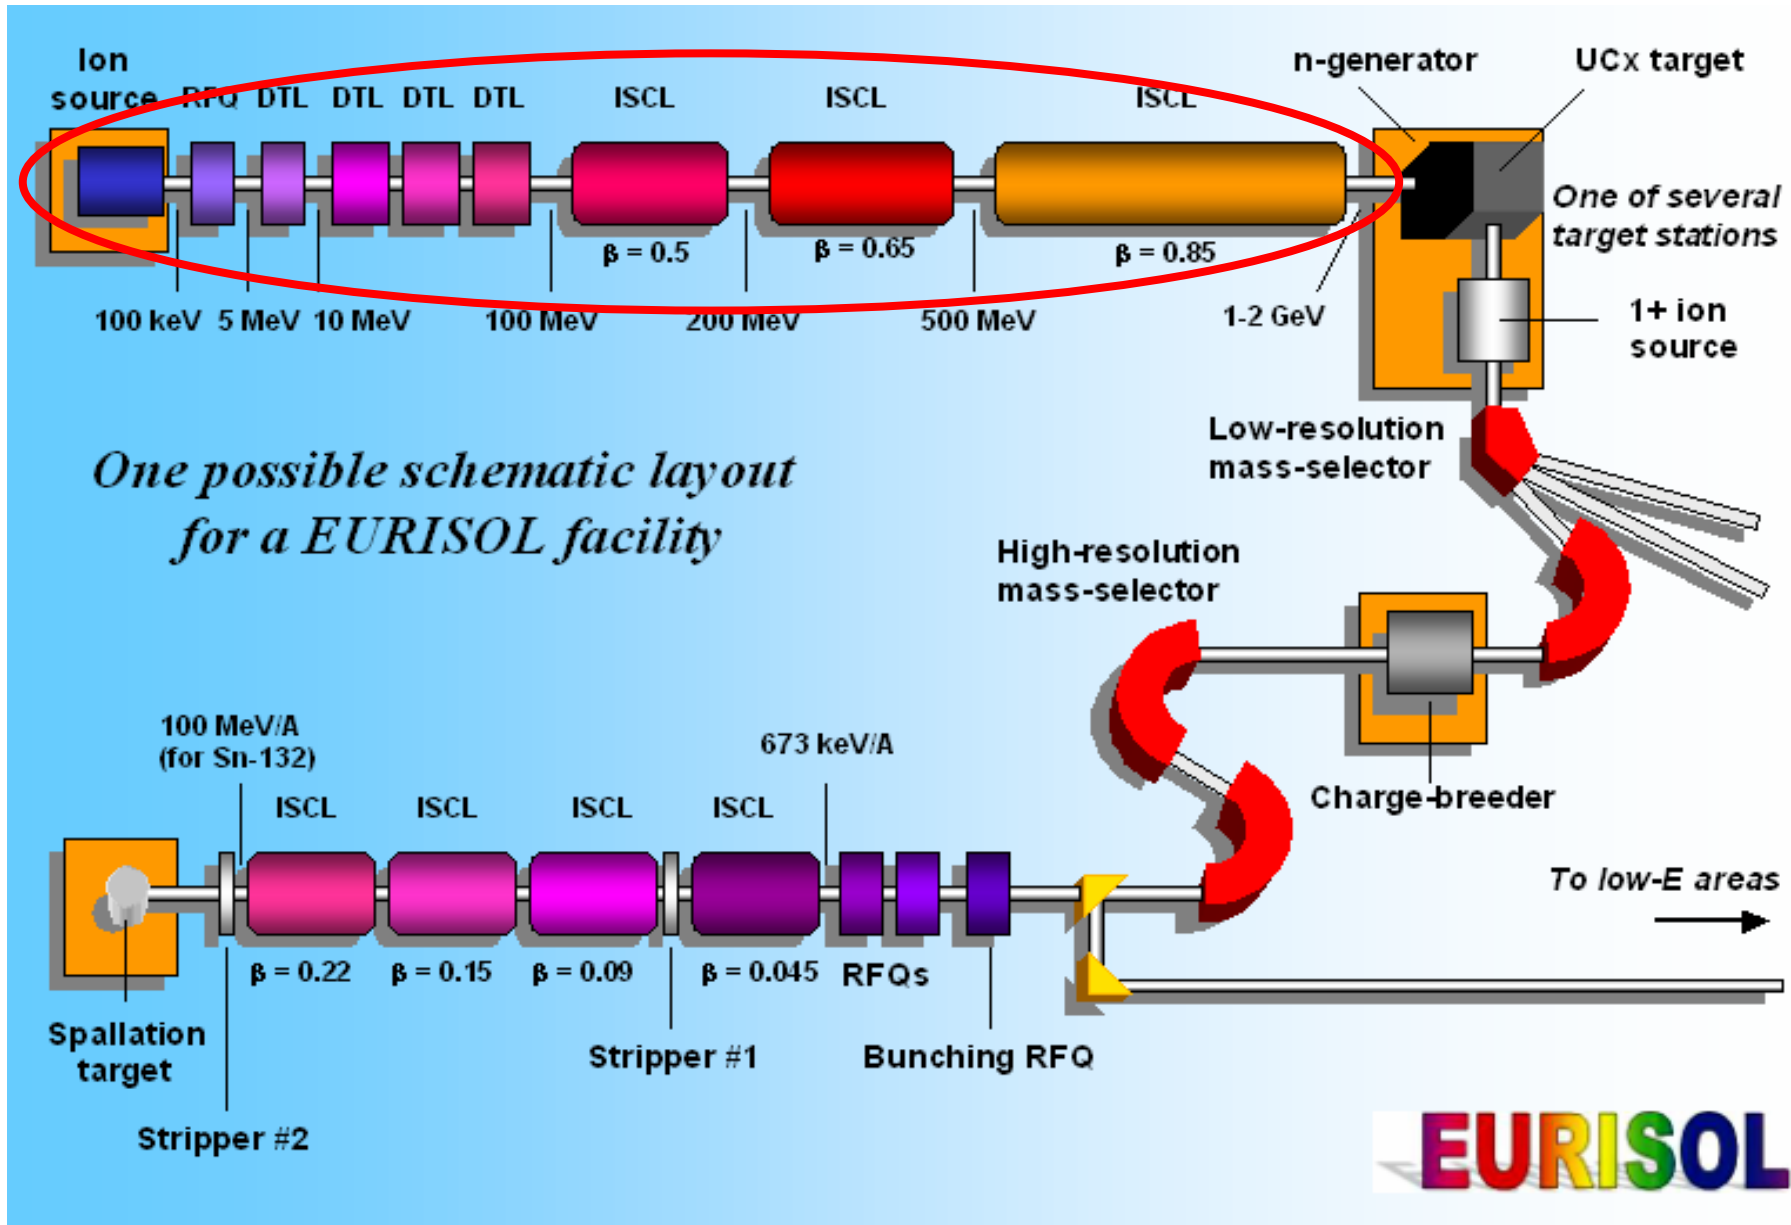 Ion
source
RFQ DTL DTL DTL DTL ISCL ISCL ISCL
n-generator
UCx target
β = 0.5
β = 0.65
β = 0.85
One of several
target stations
100 keV 5 MeV 10 MeV 100 MeV 200 MeV 500 MeV 1-2 GeV
1+ ion
source
Low-resolution
mass-selector
One possible schematic layout
for a EURISOL facility
High-resolution
mass-selector
Charge-breeder
100 MeV/A
(for Sn-132)
673 keV/A
ISCL ISCL ISCL ISCL
To low-E areas
β = 0.22 β = 0.15 β = 0.09 β = 0.045 RFQs
Spallation
target
Stripper #1
Bunching RFQ
Stripper #2
EURISOL